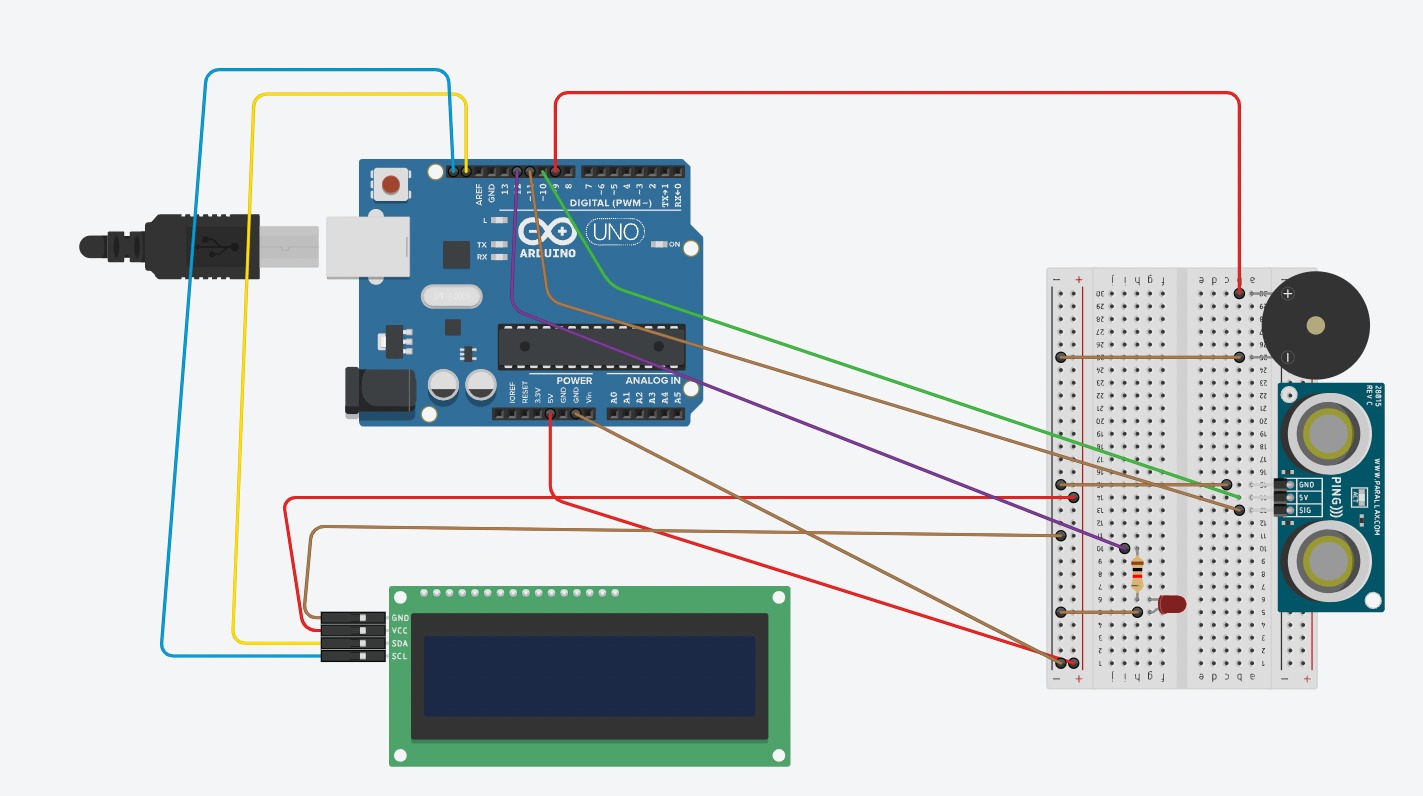 AREF
GND
13
12
~11
~10
~9
8
7
~6
~5
4
~3
2
TX→1
RX←0
DIGITAL (PWM~)
L
TX
RX
ARDUINO
UNO
ON
IOREF
RESET
3.3V
5V
GND
GND
Vin
POWER
A0
A1
A2
A3
A4
A5
ANALOG IN
GND
VCC
SDA
SCL
− +
j i h g f e d c b a
30
29
28
27
26
25
24
23
22
21
20
19
18
17
16
15
14
13
12
11
10
9
8
7
6
5
4
3
2
1
− +
j i h g f e d c b a
− +
+
−
28015
REV C
GND
5V
SIG
PING)))
WWW.PARALLAX.COM
ACT